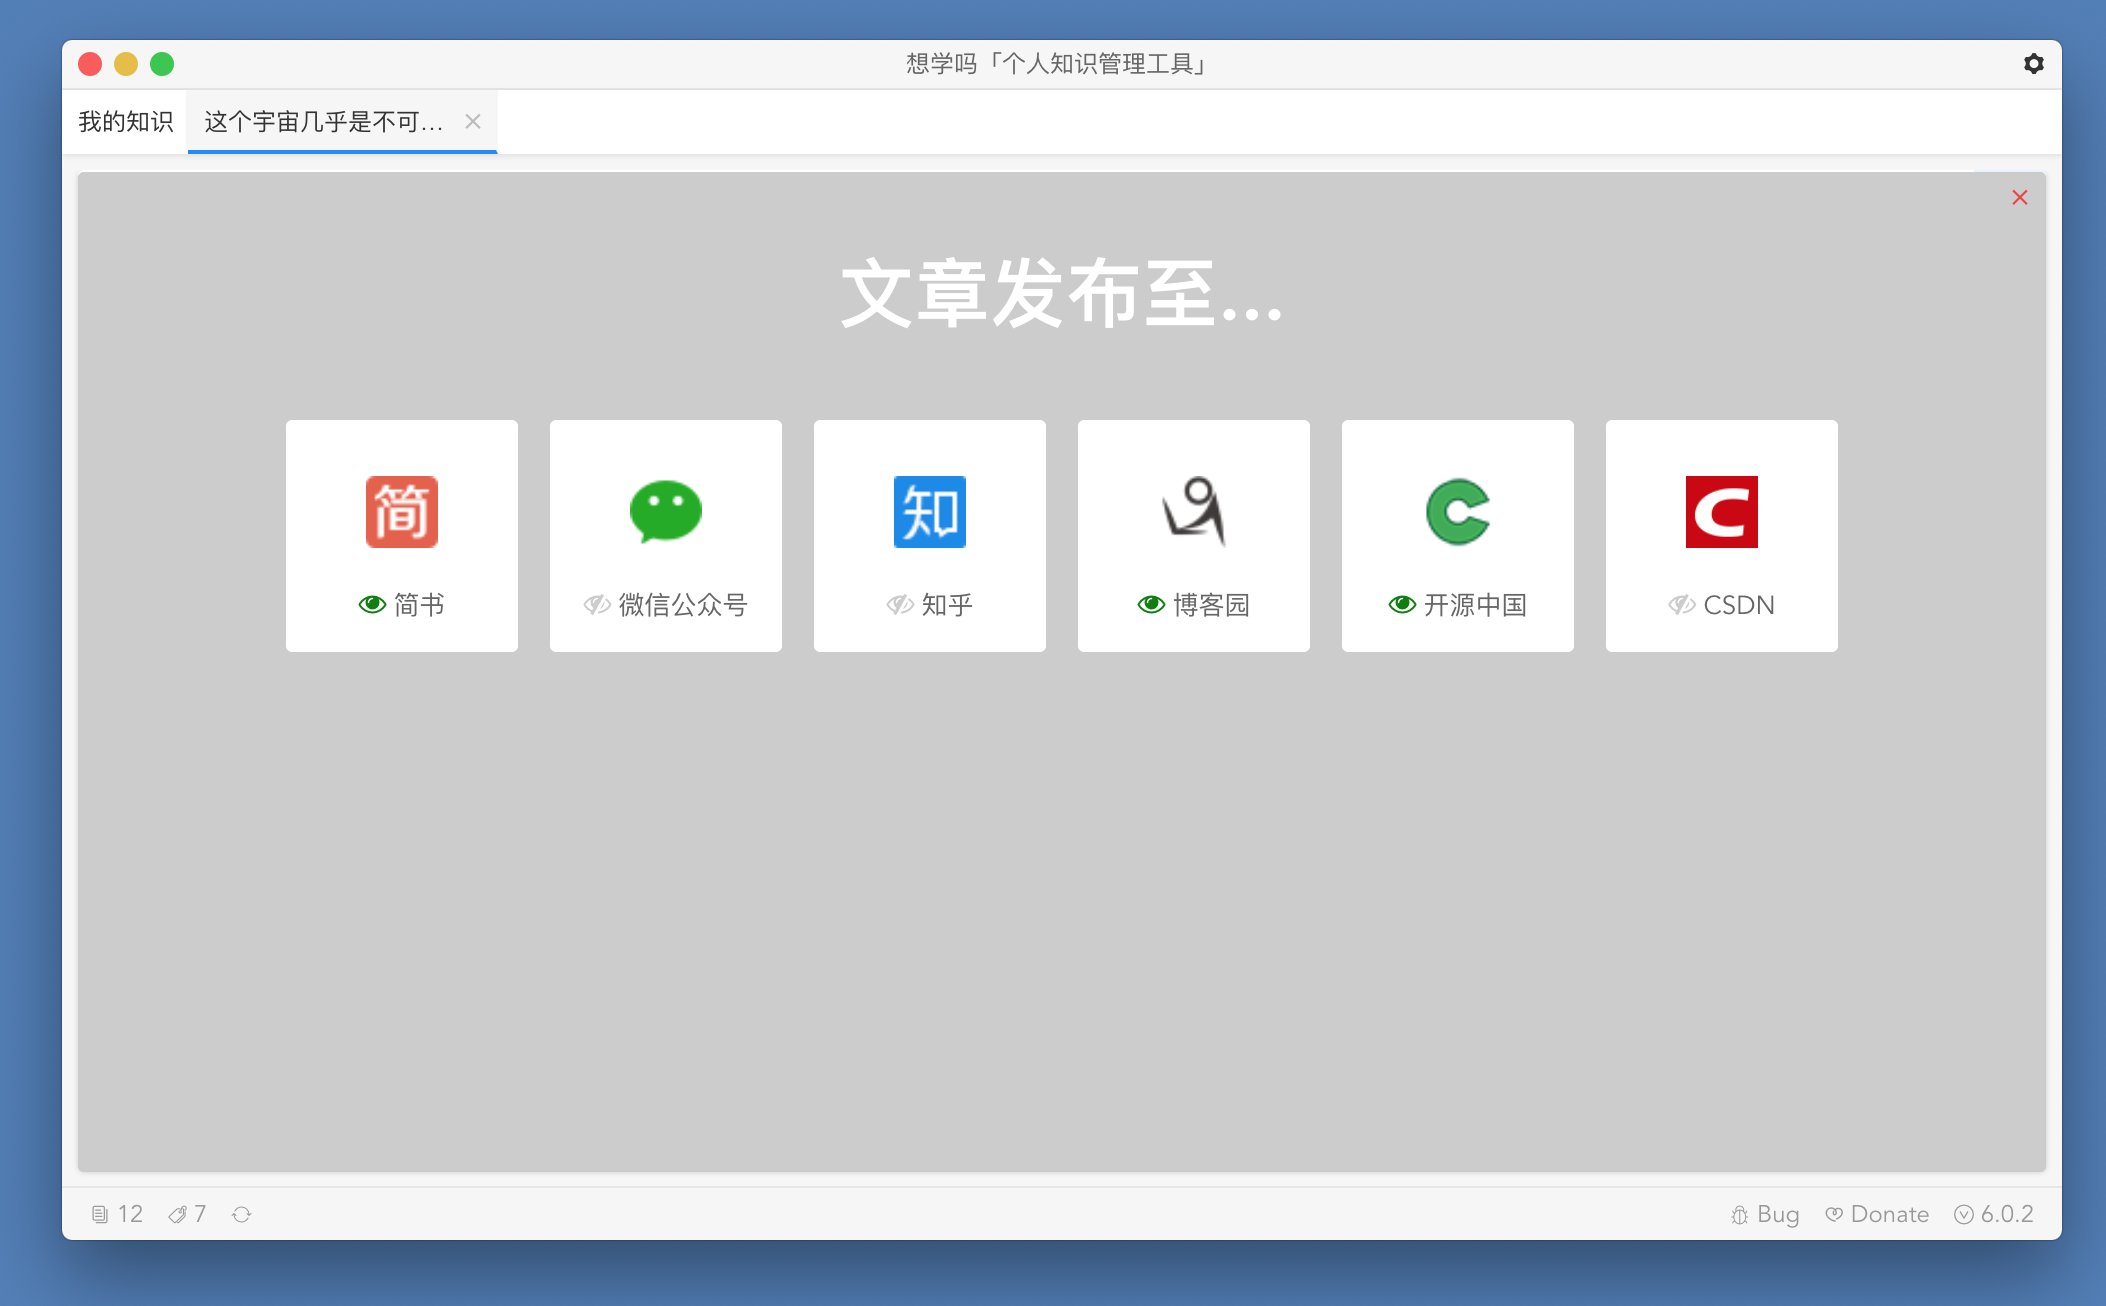 想学吗「个人知识管理工具」
我的知识
这个宇宙几乎是不可...
文章发布至...
简
知
简书
微信公众号
知乎
博客园
开源中国
CSDN
12
7
Bug
Donate
6.0.2